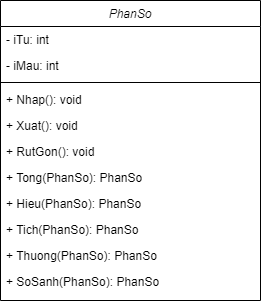 PhanSo
- iTu: int
- iMau: int
+ Nhap(): void
+ Xuat(): void
+ RutGon(): void
+ Tong(PhanSo): PhanSo
+ Hieu(PhanSo): PhanSo
+ Tich(PhanSo): PhanSo
+ Thuong(PhanSo): PhanSo
+ SoSanh(PhanSo): PhanSo